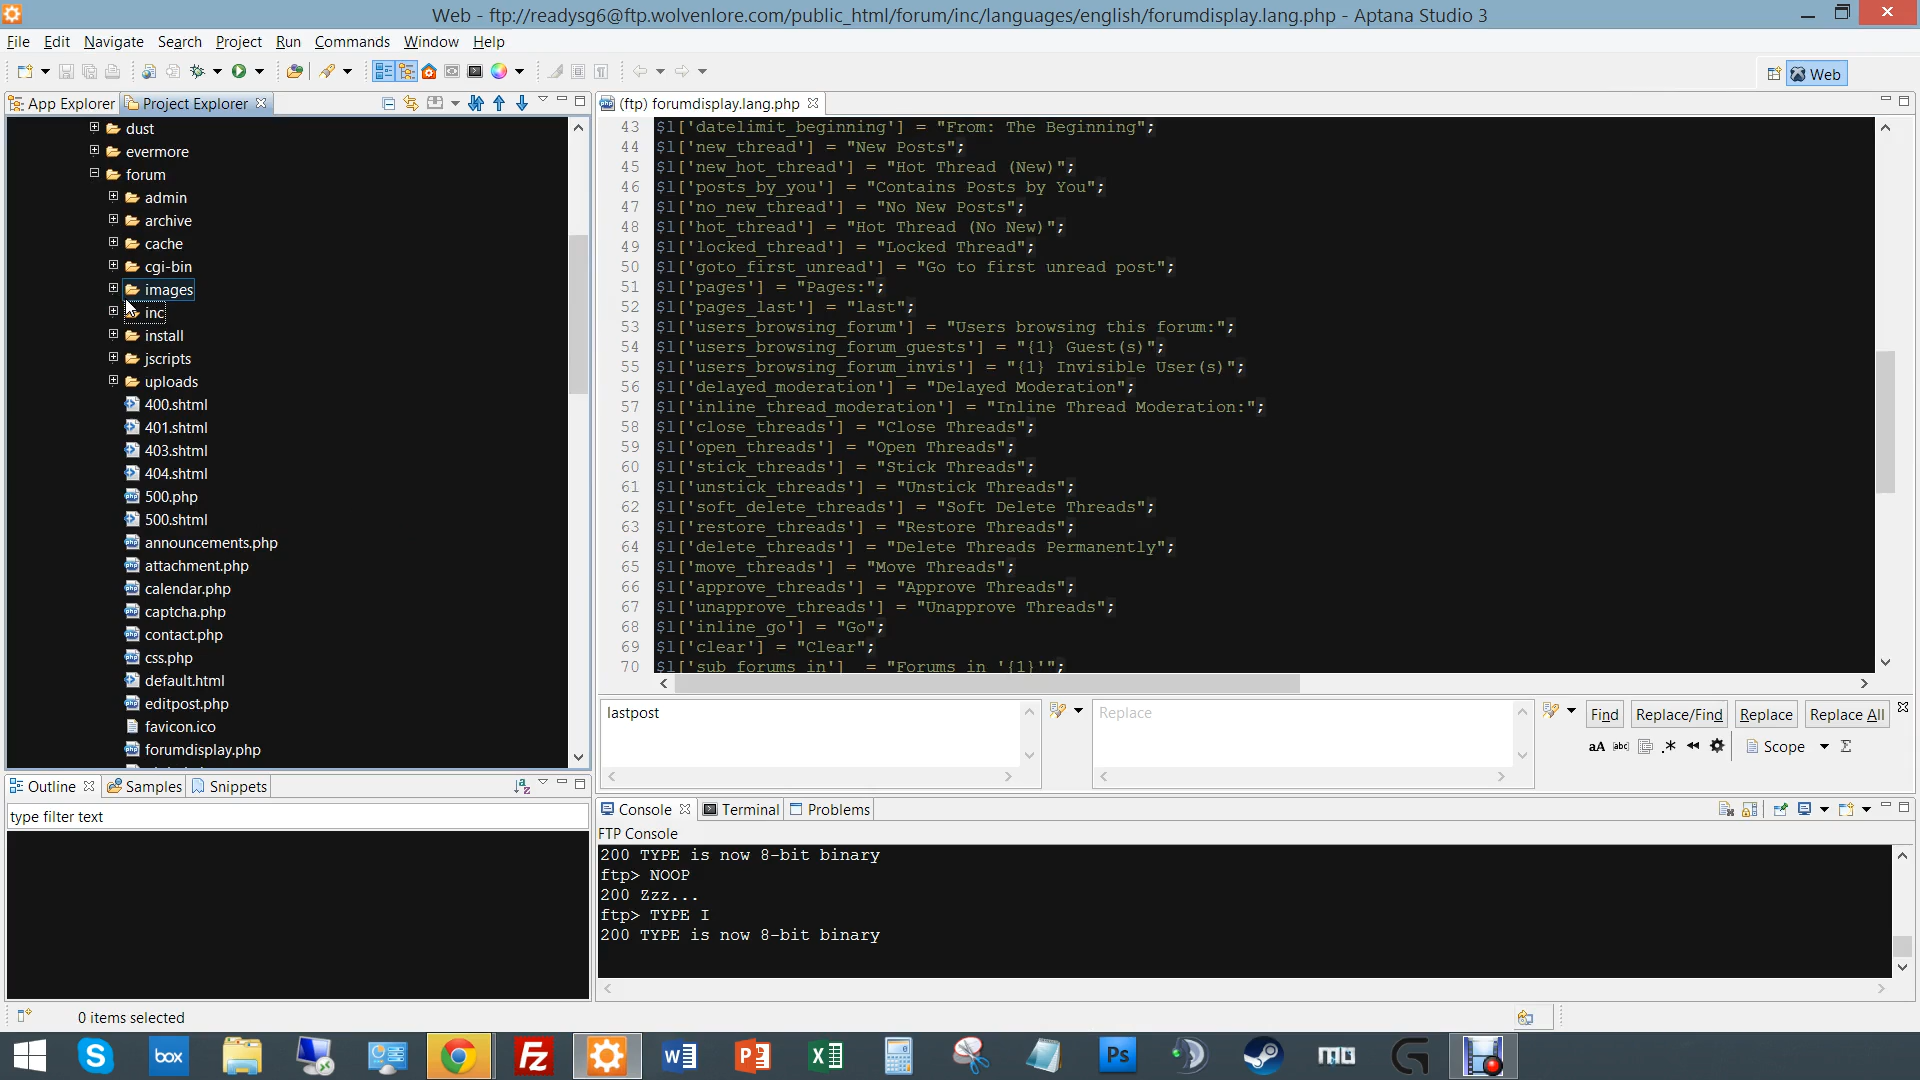 Web - ftp://readysg6@ftp.wolvenlore.com/public_html/forum/inc/languages/english/forumdisplay.lang.php - Aptana Studio 3
File Edit Navigate Search Project Run Commands Window Help
Web
App Explorer Project Explorer
(ftp) forumdisplay.lang.php
dust
evermore
forum
admin
archive
cache
cgi-bin
images
inc
install
jscripts
uploads
400.shtml
401.shtml
403.shtml
404.shtml
500.php
500.shtml
announcements.php
attachment.php
calendar.php
captcha.php
contact.php
css.php
default.html
editpost.php
favicon.ico
forumdisplay.php
43 $l['datelimit_beginning'] = "From: The Beginning";
44 $l['new_thread'] = "New Posts";
45 $l['new_hot_thread'] = "Hot Thread (New)";
46 $l['posts_by_you'] = "Contains Posts by You";
47 $l['no_new_thread'] = "No New Posts";
48 $l['hot_thread'] = "Hot Thread (No New)";
49 $l['locked_thread'] = "Locked Thread";
50 $l['goto_first_unread'] = "Go to first unread post";
51 $l['pages'] = "Pages:";
52 $l['pages_last'] = "last";
53 $l['users_browsing_forum'] = "Users browsing this forum:";
54 $l['users_browsing_forum_guests'] = "{1} Guest(s)";
55 $l['users_browsing_forum_invis'] = "{1} Invisible User(s)";
56 $l['delayed_moderation'] = "Delayed Moderation";
57 $l['inline_thread_moderation'] = "Inline Thread Moderation:";
58 $l['close_threads'] = "Close Threads";
59 $l['open_threads'] = "Open Threads";
60 $l['stick_threads'] = "Stick Threads";
61 $l['unstick_threads'] = "Unstick Threads";
62 $l['soft_delete_threads'] = "Soft Delete Threads";
63 $l['restore_threads'] = "Restore Threads";
64 $l['delete_threads'] = "Delete Threads Permanently";
65 $l['move_threads'] = "Move Threads";
66 $l['approve_threads'] = "Approve Threads";
67 $l['unapprove_threads'] = "Unapprove Threads";
68 $l['inline_go'] = "Go";
69 $l['clear'] = "Clear";
70 $l['sub_forums_in'] = "Forums in '{1}'";
lastpost
Replace
Find Replace/Find Replace Replace All
Scope
Outline Samples Snippets
type filter text
Console Terminal Problems
FTP Console
200 TYPE is now 8-bit binary
ftp> NOOP
200 Zzz...
ftp> TYPE I
200 TYPE is now 8-bit binary
0 items selected
box
Ps